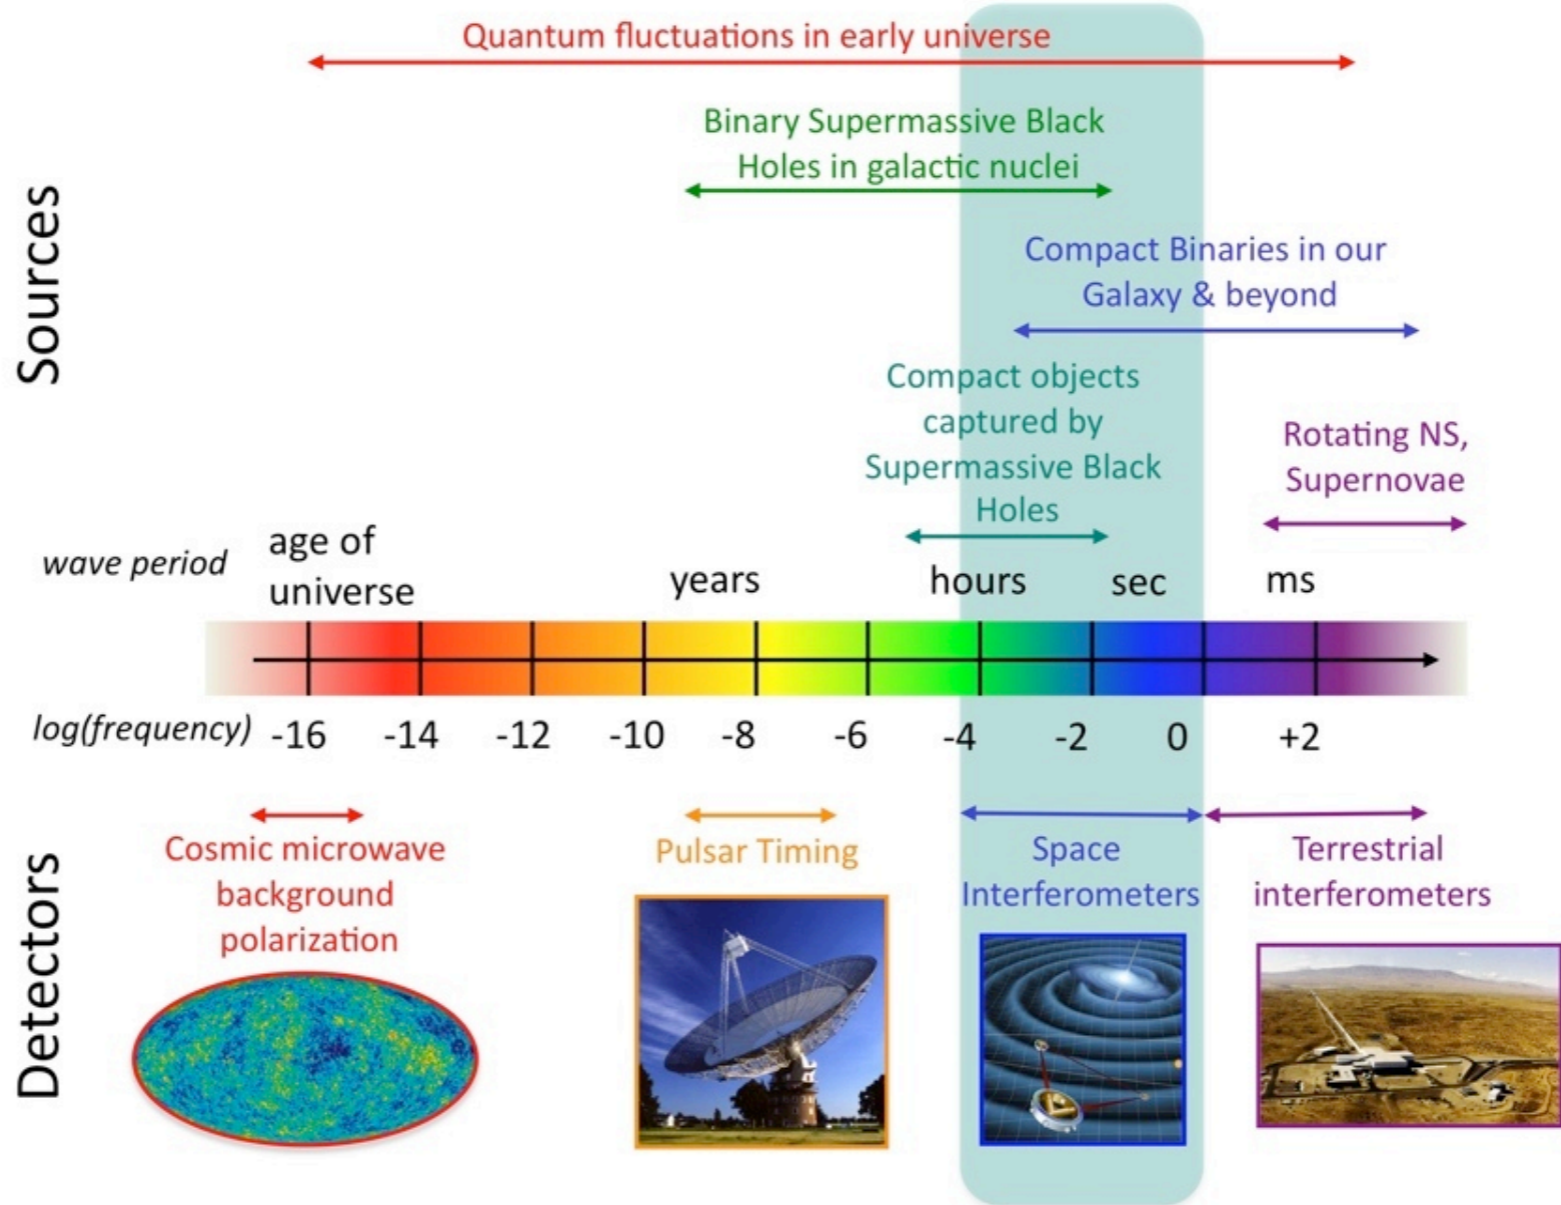 Quantum fluctuations in early universe
Binary Supermassive Black
Holes in galactic nuclei
Compact Binaries in our
Galaxy & beyond
Sources
Compact objects
captured by
Supermassive Black
Holes
Rotating NS,
Supernovae
wave period
age of
universe
years
hours
sec
ms
log(frequency)
-16 -14 -12 -10 -8 -6 -4 -2 0 +2
Detectors
Cosmic microwave
background
polarization
Pulsar Timing
Space
Interferometers
Terrestrial
interferometers